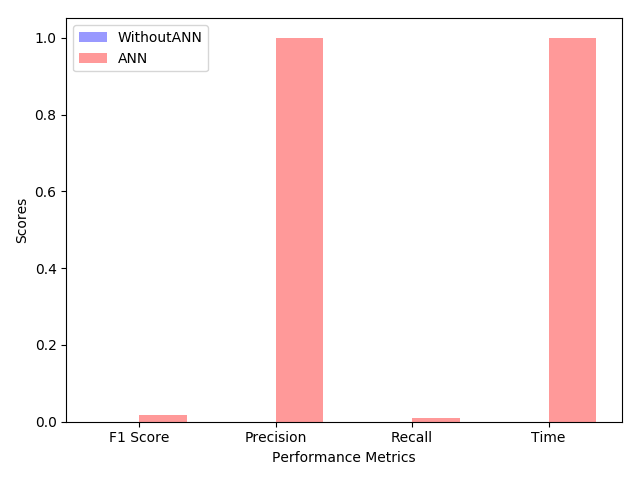 WithoutANN
ANN
1.0
0.8
0.6
0.4
0.2
0.0
Scores
F1 Score
Precision
Recall
Time
Performance Metrics